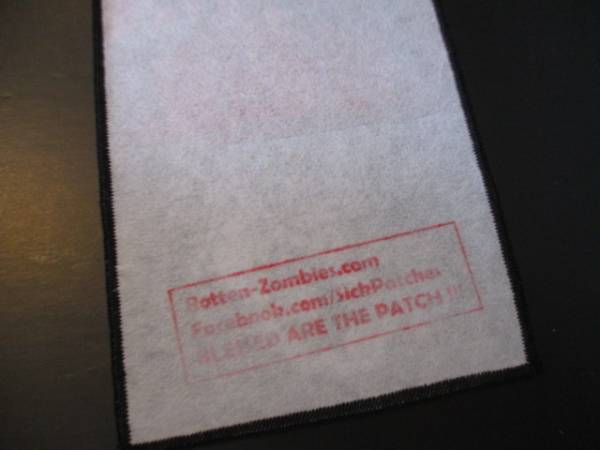 Rotten-Zombies.com
Facebook.com/SickPatches
BLESSED ARE THE PATCH !!!